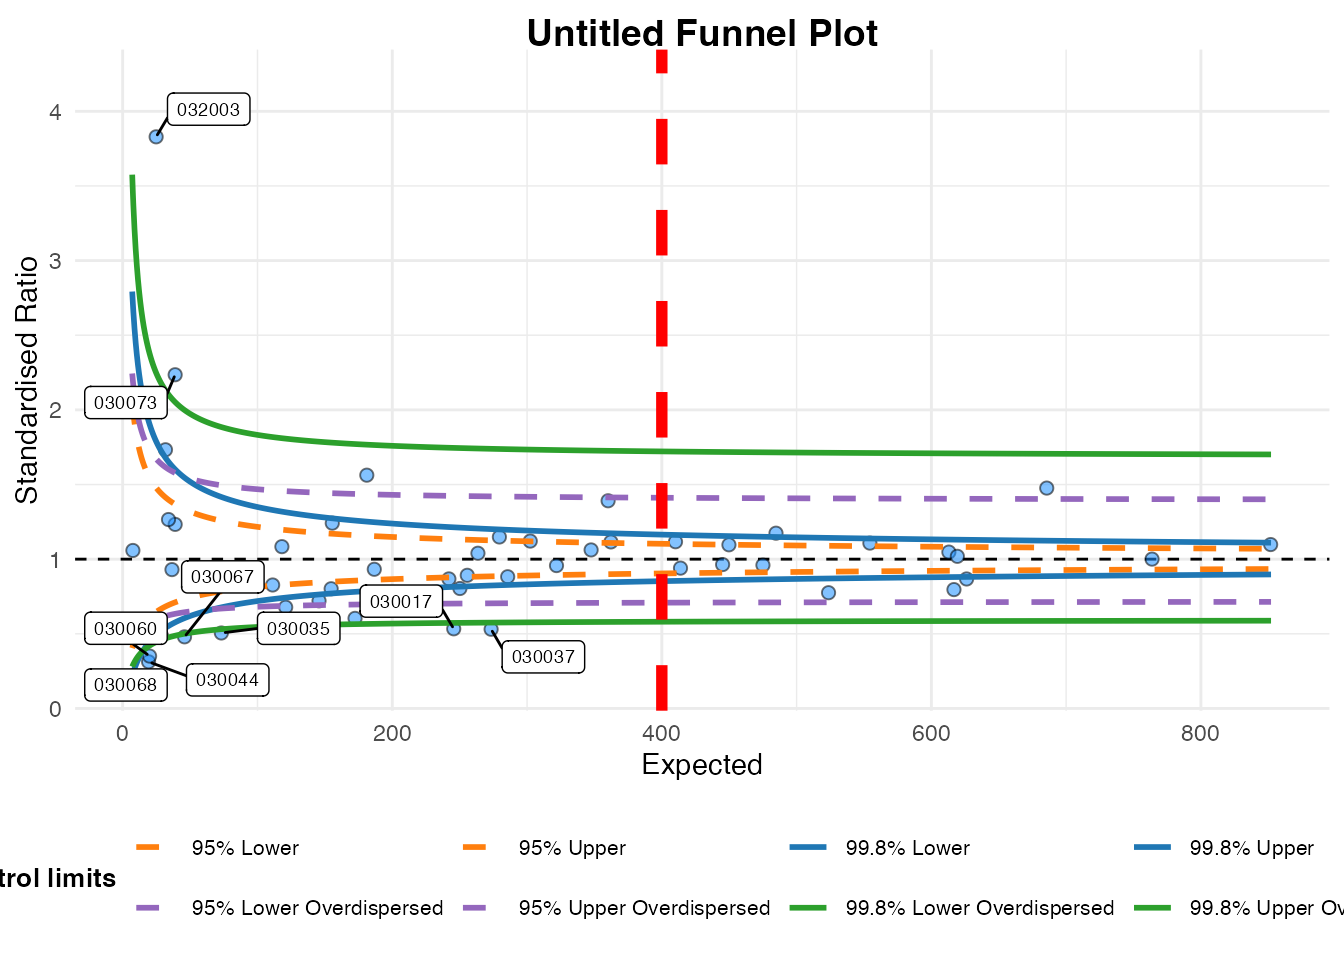 Untitled Funnel Plot
Standardised Ratio
4
3
2
1
0
032003
030073
030067
030060
030017
030035
030037
030044
030068
0 200 400 600 800
Expected
trol limits
95% Lower 95% Upper 99.8% Lower 99.8% Upper
95% Lower Overdispersed 95% Upper Overdispersed 99.8% Lower Overdispersed 99.8% Upper Ov